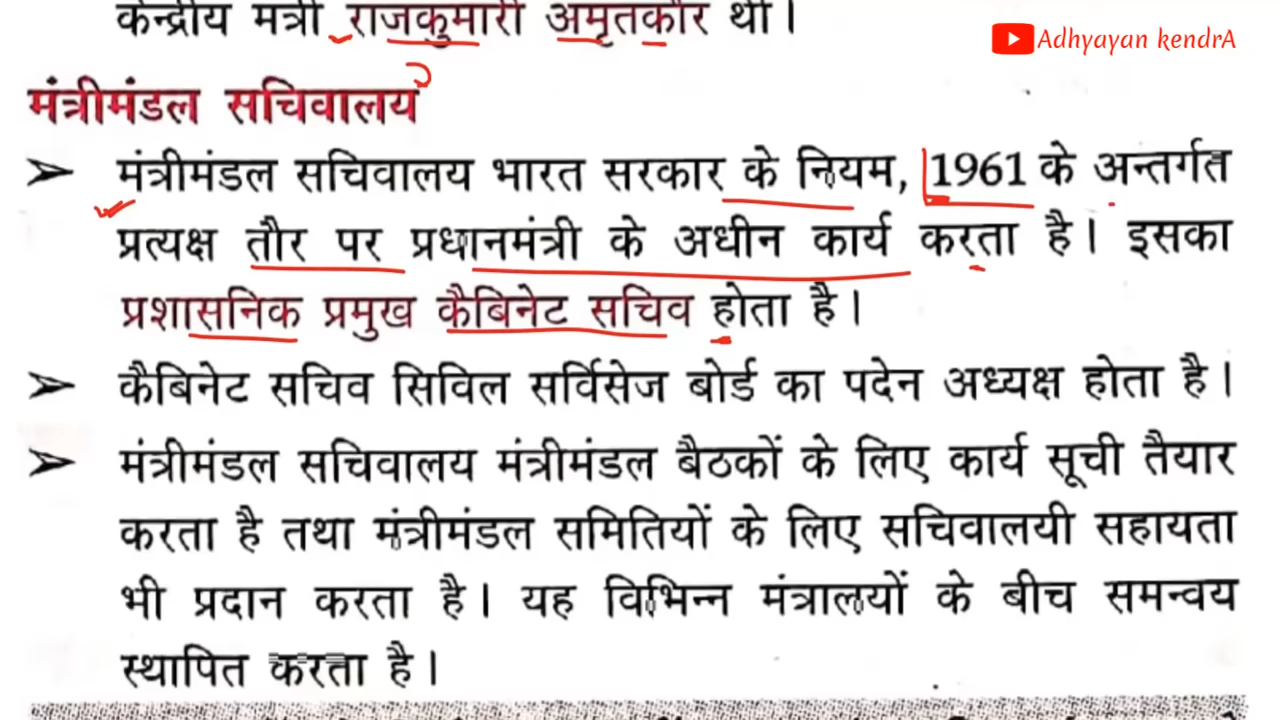 केन्द्रीय मंत्री राजकुमारी अमृतकौर थी।
Adhyayan kendrA
मंत्रीमंडल सचिवालय
➢ मंत्रीमंडल सचिवालय भारत सरकार के नियम, 1961 के अन्तर्गत
प्रत्यक्ष तौर पर प्रधानमंत्री के अधीन कार्य करता है। इसका
प्रशासनिक प्रमुख कैबिनेट सचिव होता है।
➢ कैबिनेट सचिव सिविल सर्विसेज बोर्ड का पदेन अध्यक्ष होता है।
➢ मंत्रीमंडल सचिवालय मंत्रीमंडल बैठकों के लिए कार्य सूची तैयार
करता है तथा मंत्रीमंडल समितियों के लिए सचिवालयी सहायता
भी प्रदान करता है। यह विभिन्न मंत्रालयों के बीच समन्वय
स्थापित करता है।